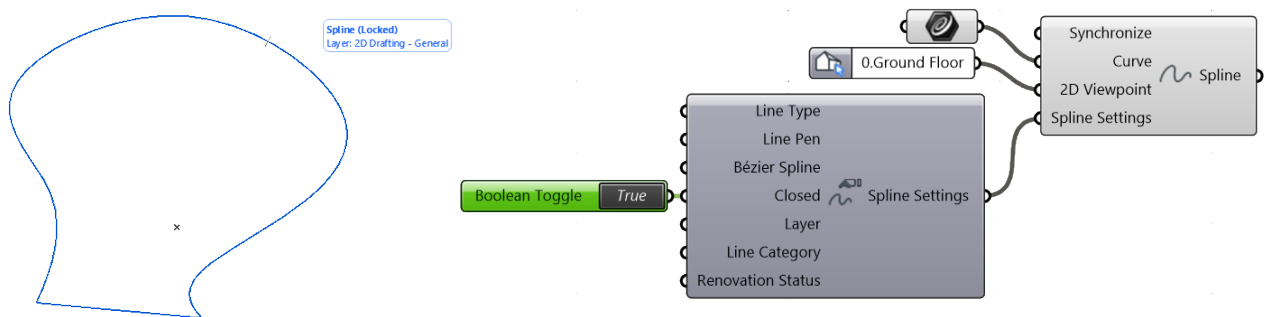 Spline (Locked)
Layer: 2D Drafting - General
0.Ground Floor
Synchronize
Curve
2D Viewpoint
Spline Settings
Spline
Boolean Toggle
True
Line Type
Line Pen
Bézier Spline
Closed
Layer
Line Category
Renovation Status
Spline Settings